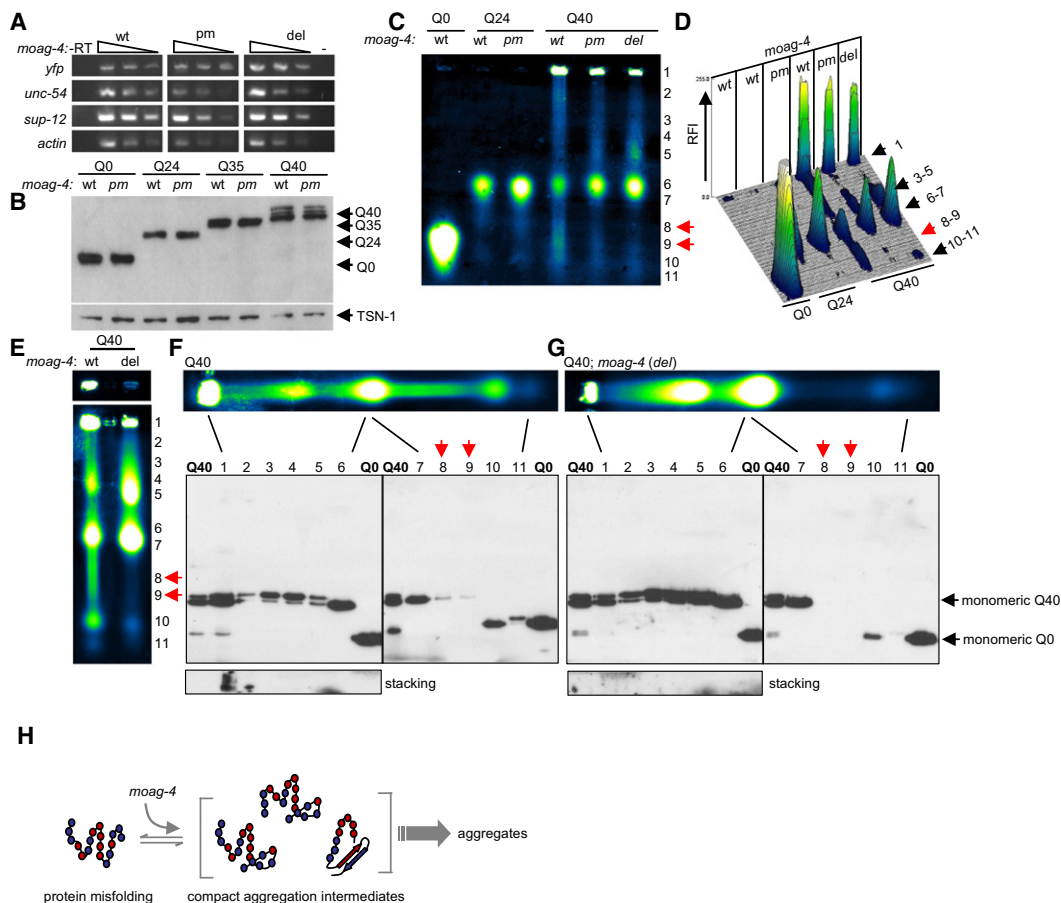 A
moag-4:-RT wt pm del -
yfp
unc-54
sup-12
actin
B
Q0 Q24 Q35 Q40
moag-4: wt pm wt pm wt pm wt pm
Q40
Q35
Q24
Q0
TSN-1
C
Q0 Q24 Q40
moag-4: wt wt pm wt pm del
1
2
3
4
5
6
7
8
9
10
11
D
moag-4
wt wt pm wt pm del
255.0
RFI
0.0
1
3-5
6-7
8-9
10-11
Q0 Q24 Q40
E
Q40
moag-4: wt del
1
2
3
4
5
6
7
8
9
10
11
F
Q40
Q40 1 2 3 4 5 6 Q0 Q40 7 8 9 10 11 Q0
stacking
G
Q40; moag-4 (del)
Q40 1 2 3 4 5 6 Q0 Q40 7 8 9 10 11 Q0
monomeric Q40
monomeric Q0
stacking
H
moag-4
aggregates
protein misfolding compact aggregation intermediates